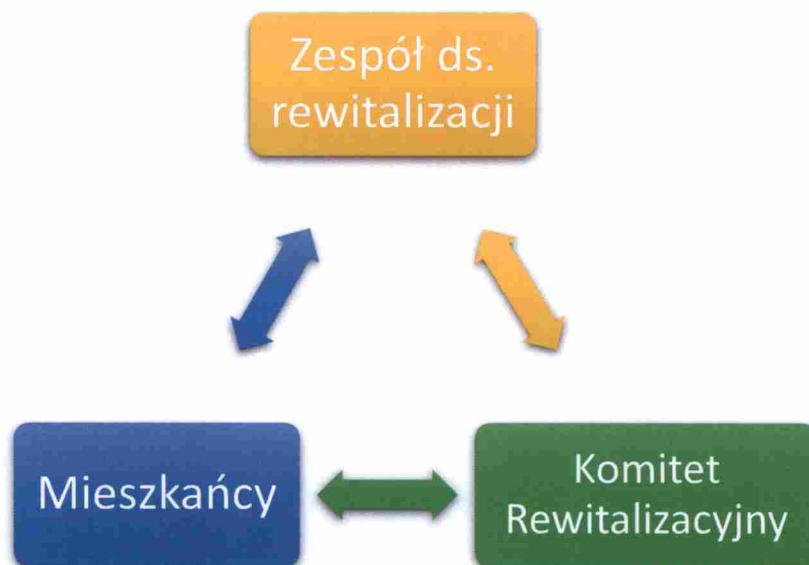 Zespół ds.
rewitalizacji
Mieszkańcy
Komitet
Rewitalizacyjny